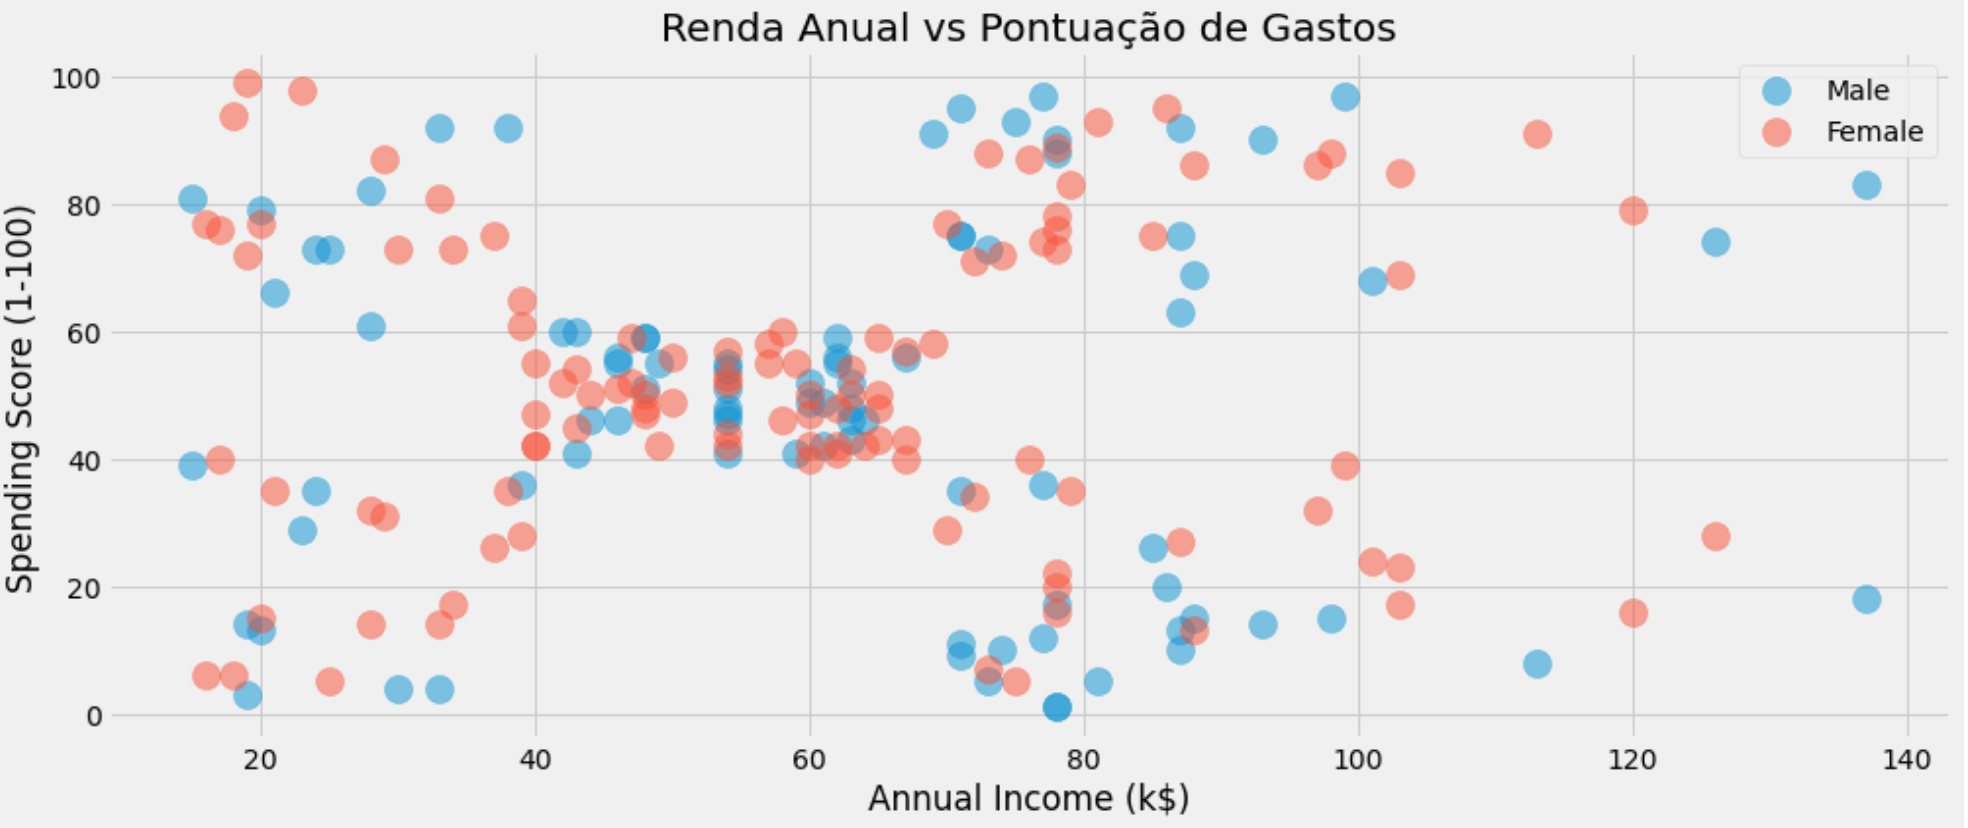 Renda Anual vs Pontuação de Gastos
Male
Female
Spending Score (1-100)
100
80
60
40
20
0
20 40 60 80 100 120 140
Annual Income (k$)